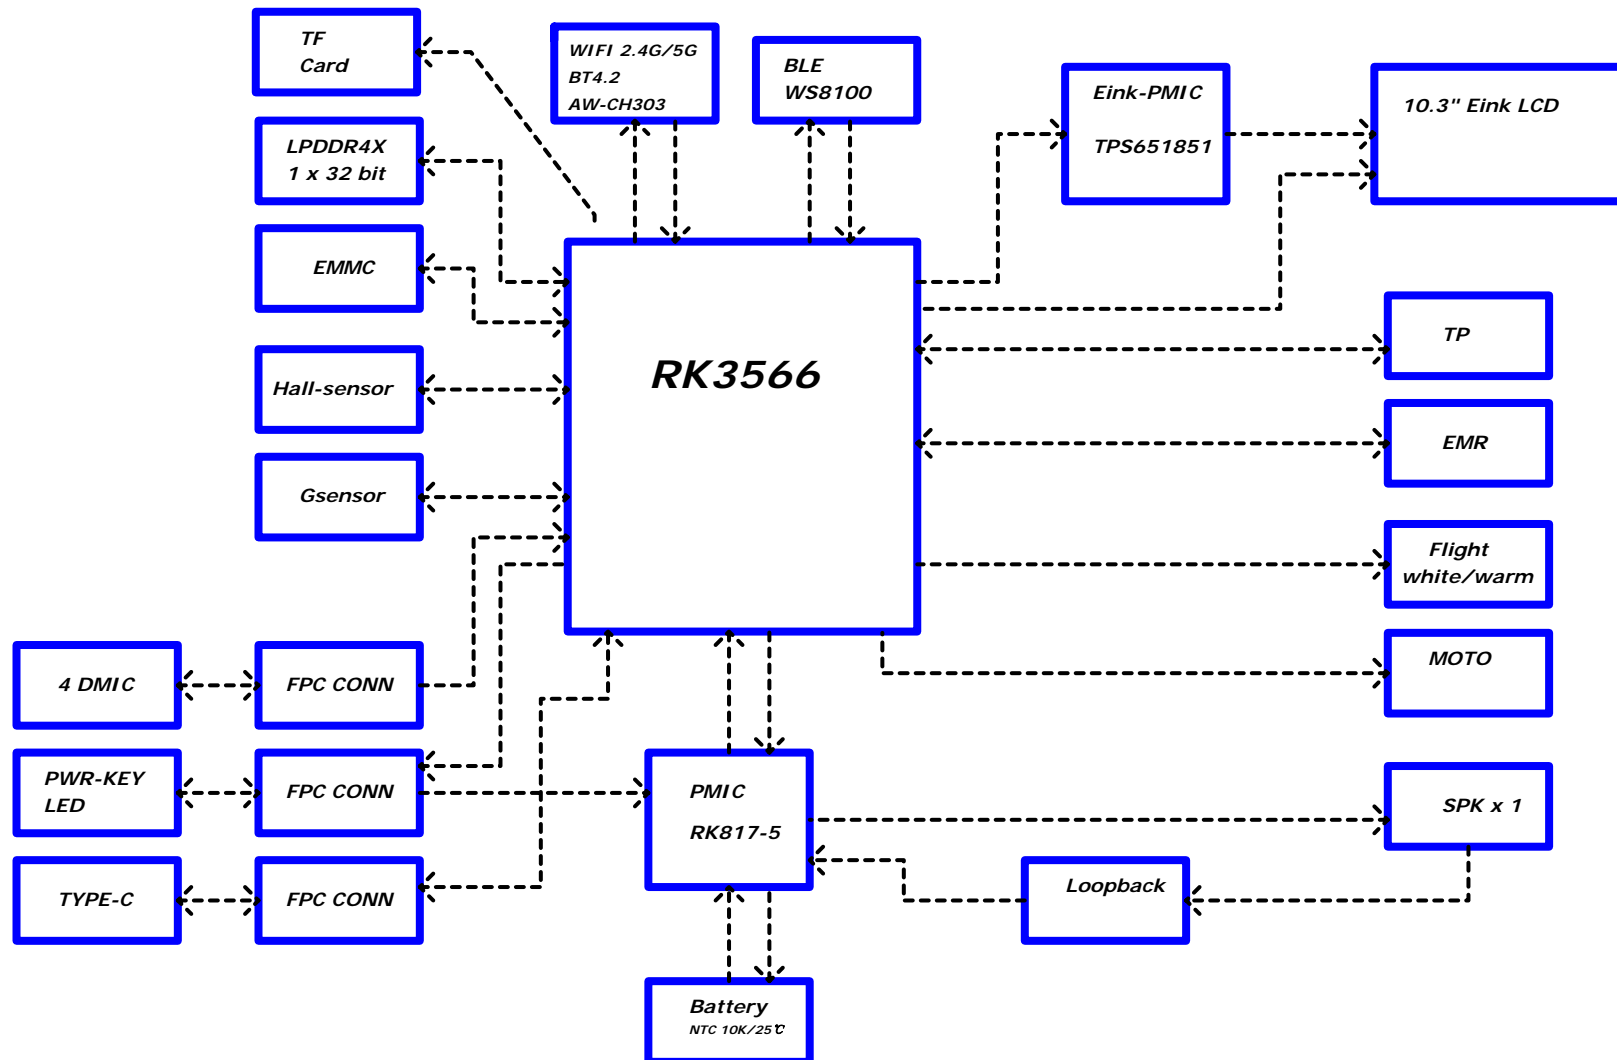 TF
Card
WIFI 2.4G/5G
BT4.2
AW-CH303
BLE
WS8100
Eink-PMIC
TPS651851
10.3" Eink LCD
LPDDR4X
1 x 32 bit
EMMC
Hall-sensor
Gsensor
RK3566
TP
EMR
Flight
white/warm
MOTO
4 DMIC
FPC CONN
PWR-KEY
LED
FPC CONN
TYPE-C
FPC CONN
PMIC
RK817-5
SPK x 1
Loopback
Battery
NTC 10K/25℃